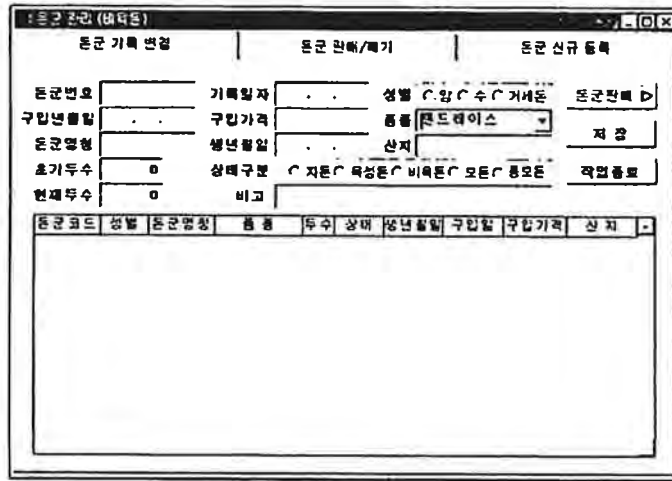 돈군 관리 (비육돈)
돈군 기록 변경 돈군 판매/폐기 돈군 신규 등록
돈군번호 기록일자 . . 성별 암 수 거세돈 돈군판매 ▷
구입년월일 . . 구입가격 품종 랜드레이스 저 장
돈군명칭 생년월일 . . 산지
초기두수 0 상태구분 자돈 육성돈 비육돈 모돈 종모돈 작업종료
현재두수 0 비고
돈군코드 성별 돈군명칭 품종 두수 상태 생년월일 구입일 구입가격 산 지